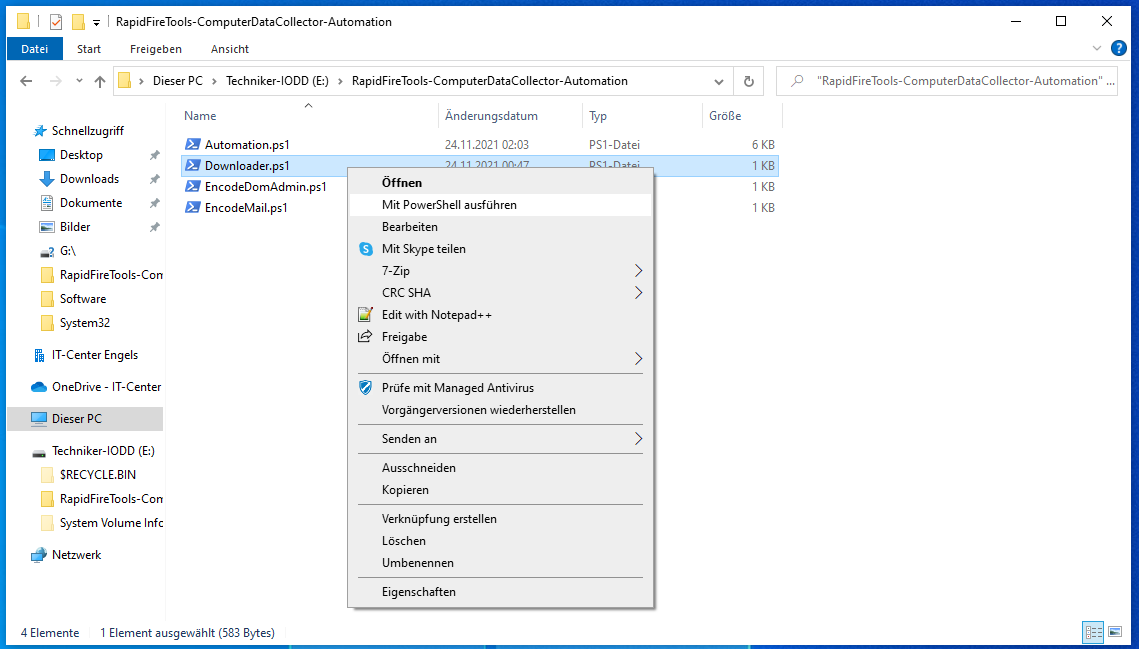 RapidFireTools-ComputerDataCollector-Automation
Datei Start Freigeben Ansicht
Dieser PC Techniker-IODD (E:) RapidFireTools-ComputerDataCollector-Automation "RapidFireTools-ComputerDataCollector-Automation" ...
Name Änderungsdatum Typ Größe
Schnellzugriff
Desktop
Downloads
Dokumente
Bilder
G:\
RapidFireTools-Com
Software
System32
IT-Center Engels
OneDrive - IT-Center
Dieser PC
Techniker-IODD (E:)
$RECYCLE.BIN
RapidFireTools-Com
System Volume Info
Netzwerk
Automation.ps1 24.11.2021 02:03 PS1-Datei 6 KB
Downloader.ps1 24.11.2021 00:47 PS1-Datei 1 KB
EncodeDomAdmin.ps1 1 KB
EncodeMail.ps1 1 KB
Öffnen
Mit PowerShell ausführen
Bearbeiten
Mit Skype teilen
7-Zip
CRC SHA
Edit with Notepad++
Freigabe
Öffnen mit
Prüfe mit Managed Antivirus
Vorgängerversionen wiederherstellen
Senden an
Ausschneiden
Kopieren
Verknüpfung erstellen
Löschen
Umbenennen
Eigenschaften
4 Elemente 1 Element ausgewählt (583 Bytes)